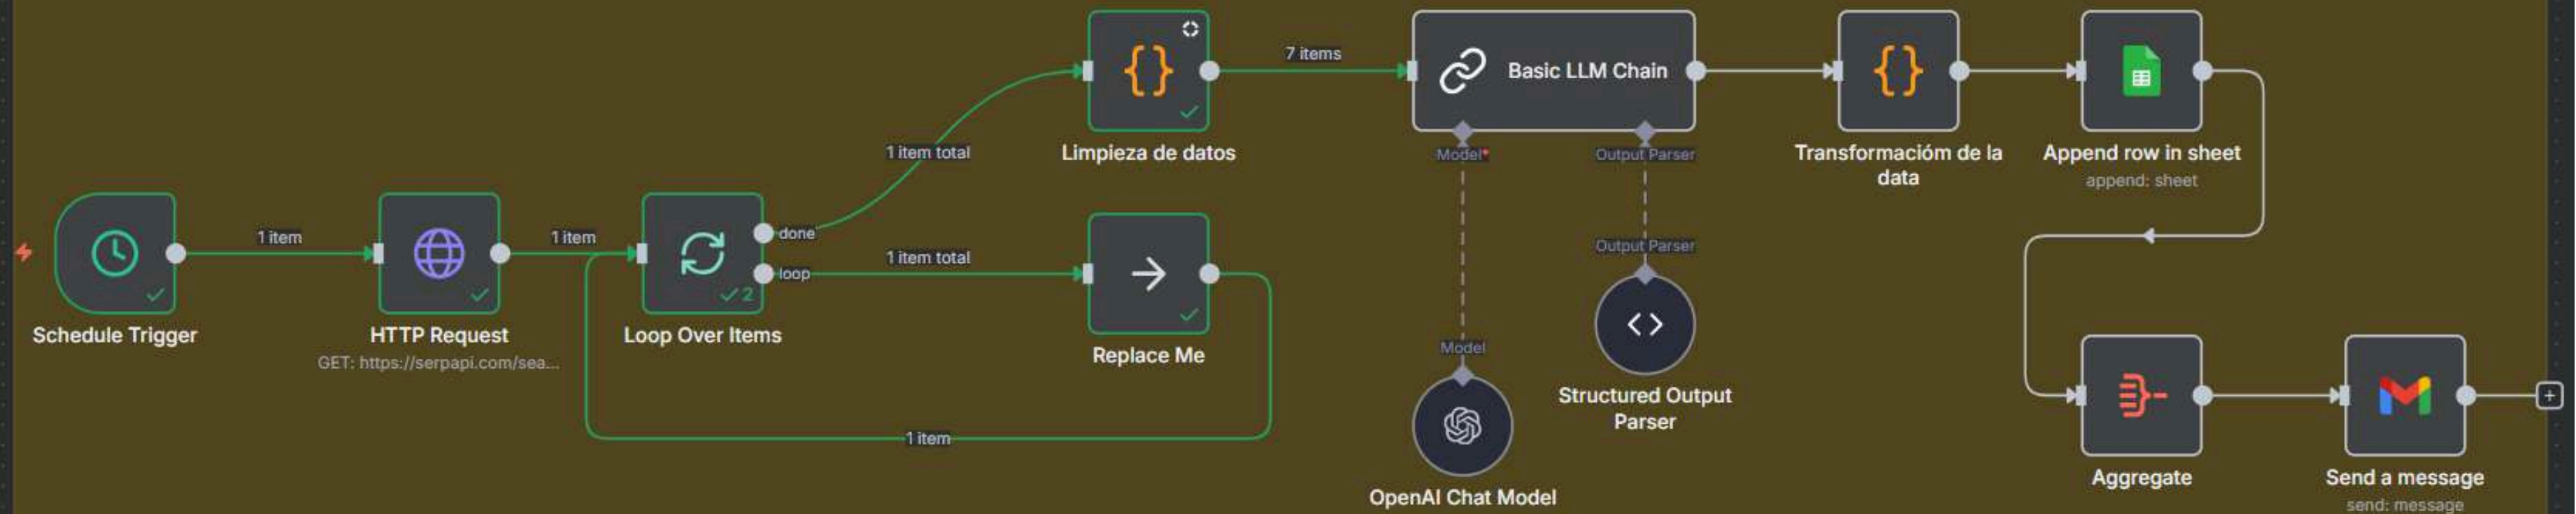 7 items
Basic LLM Chain
1 item total
Limpieza de datos
Model*
Output Parser
Transformacióm de la
data
Append row in sheet
append: sheet
1 item
1 item
done
loop
1 item total
Output Parser
Schedule Trigger
HTTP Request
GET: https://serpapi.com/sea...
Loop Over Items
2
Replace Me
Model
Structured Output
Parser
1 item
OpenAI Chat Model
Aggregate
Send a message
send: message